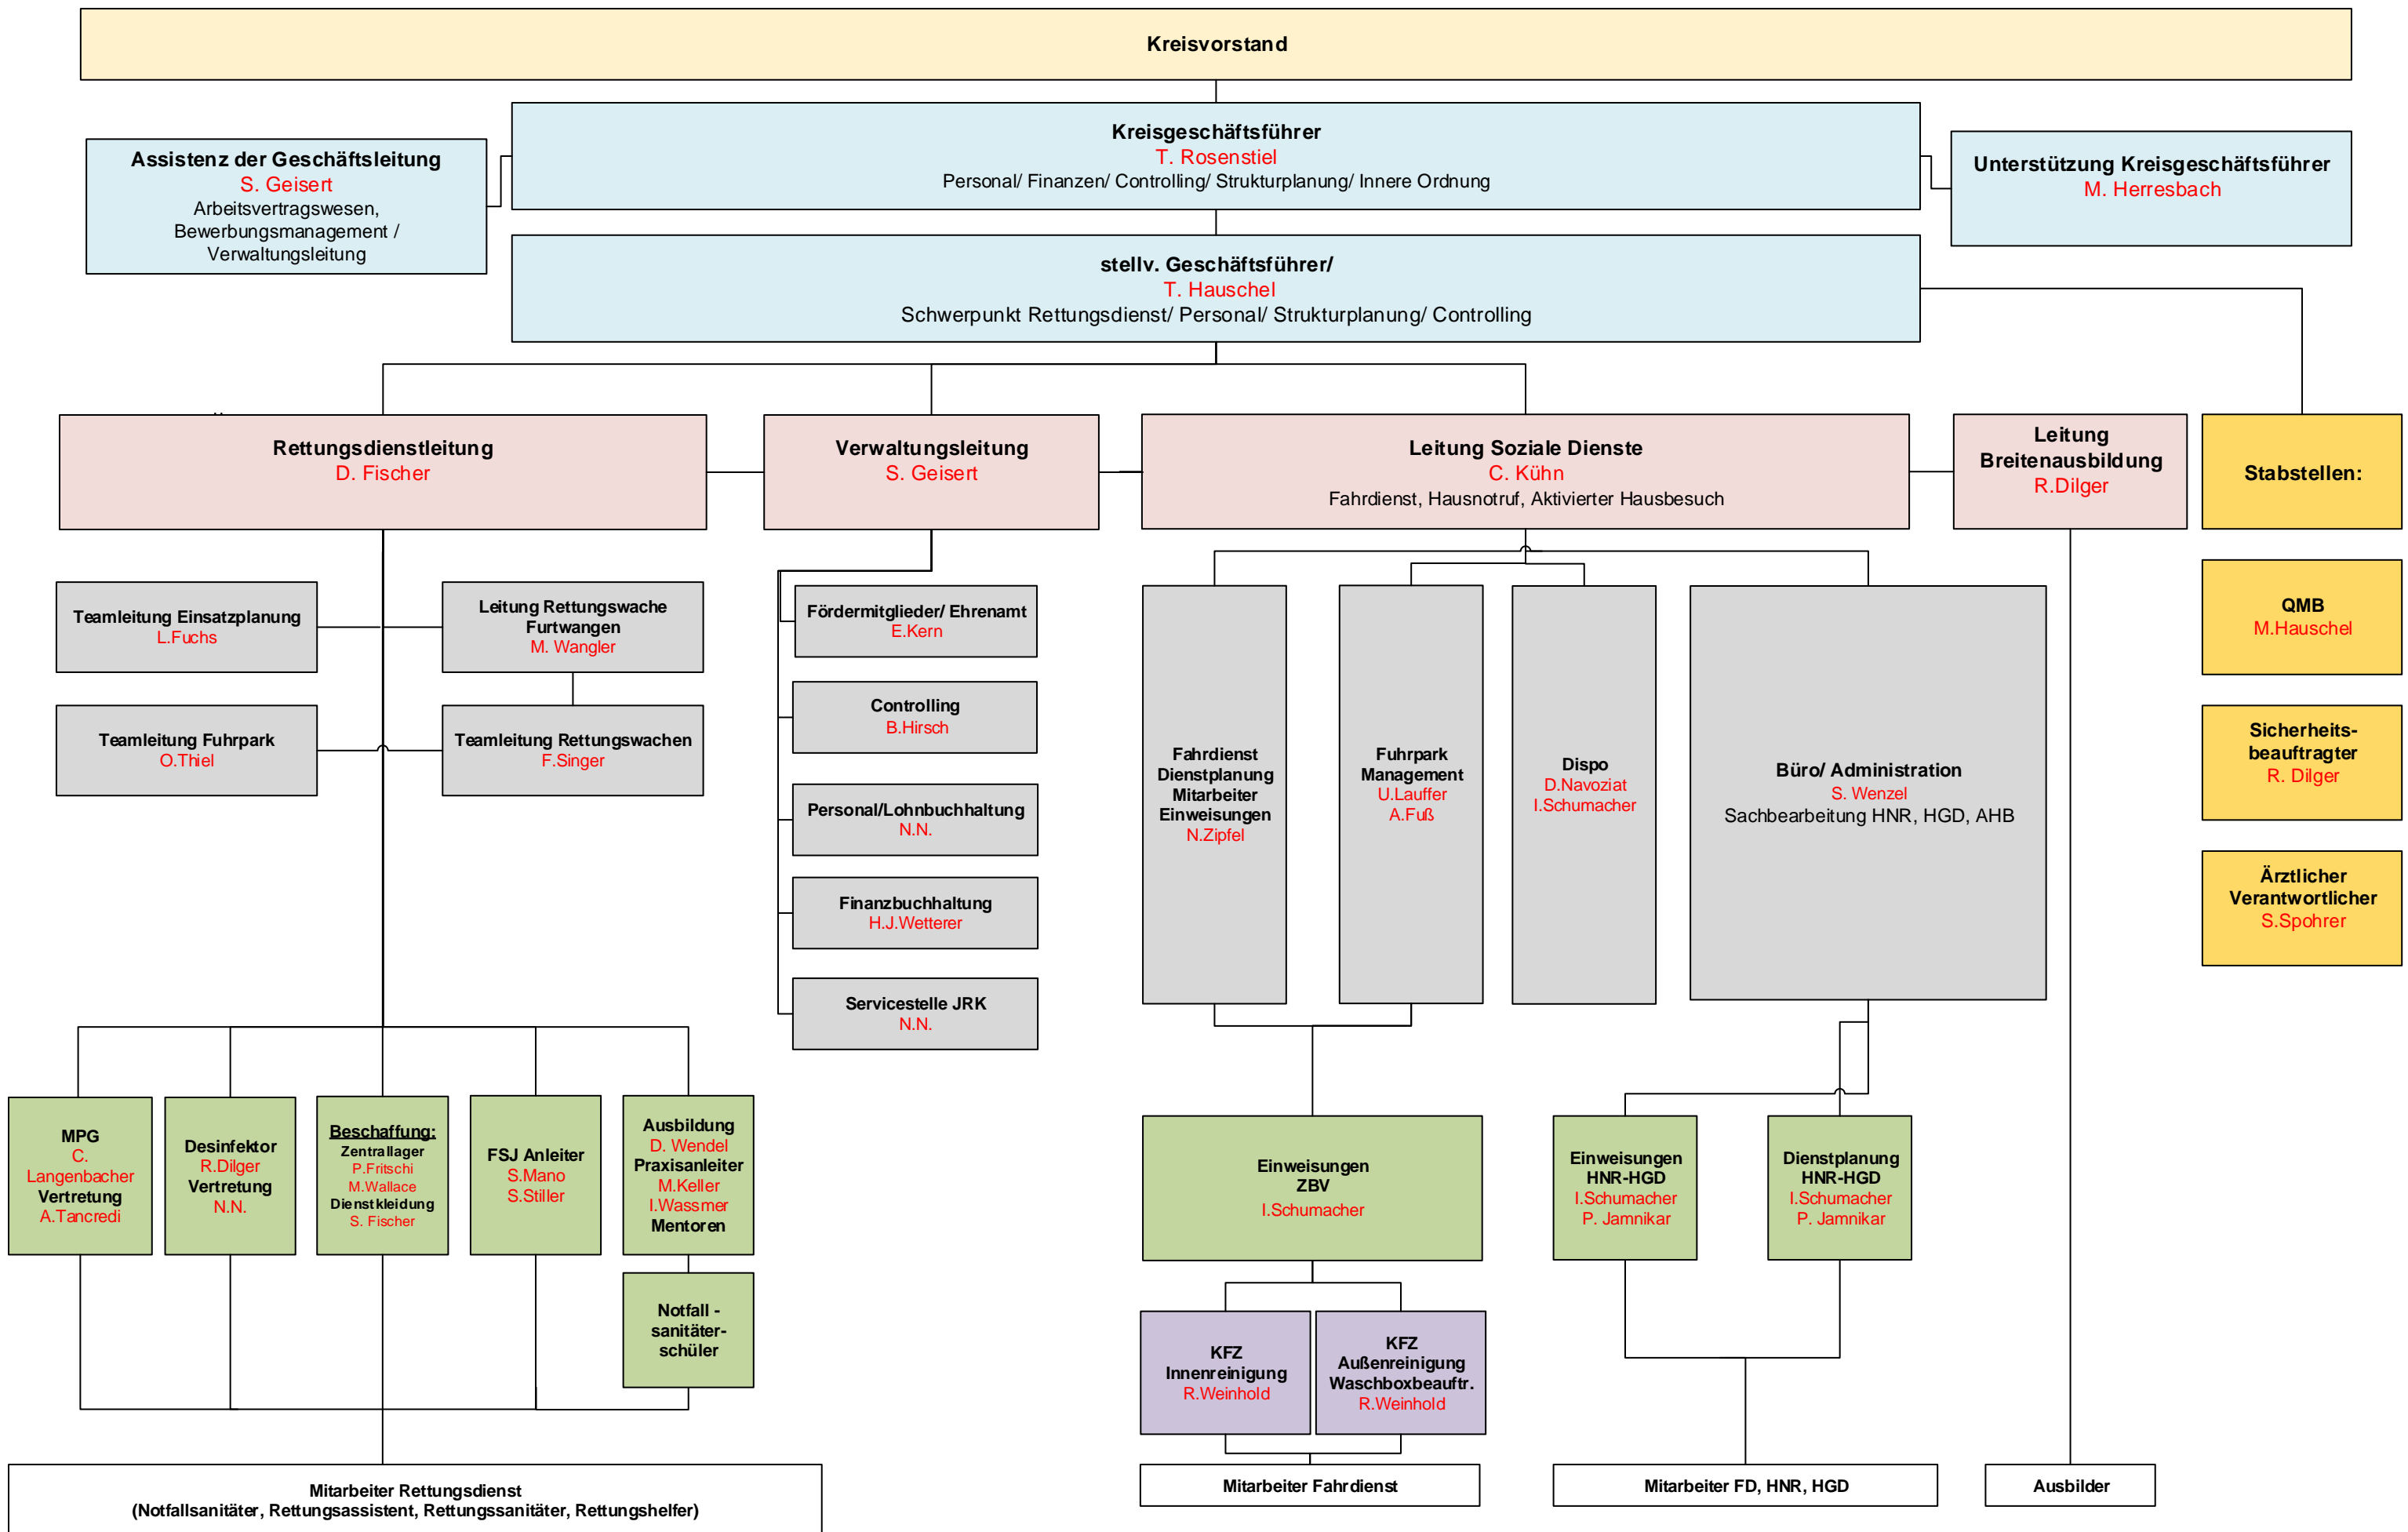 Kreisvorstand
Kreisgeschäftsführer
T. Rosenstiel
Personal/ Finanzen/ Controlling/ Strukturplanung/ Innere Ordnung
Assistenz der Geschäftsleitung
S. Geisert
Arbeitsvertragswesen,
Bewerbungsmanagement /
Verwaltungsleitung
Unterstützung Kreisgeschäftsführer
M. Herresbach
stellv. Geschäftsführer/
T. Hauschel
Schwerpunkt Rettungsdienst/ Personal/ Strukturplanung/ Controlling
Rettungsdienstleitung
D. Fischer
Verwaltungsleitung
S. Geisert
Leitung Soziale Dienste
C. Kühn
Fahrdienst, Hausnotruf, Aktivierter Hausbesuch
Leitung
Breitenausbildung
R.Dilger
Stabstellen:
Teamleitung Einsatzplanung
L.Fuchs
Leitung Rettungswache
Furtwangen
M. Wangler
Teamleitung Fuhrpark
O.Thiel
Teamleitung Rettungswachen
F.Singer
Fördermitglieder/ Ehrenamt
E.Kern
Controlling
B.Hirsch
Personal/Lohnbuchhaltung
N.N.
Finanzbuchhaltung
H.J.Wetterer
Servicestelle JRK
N.N.
Fahrdienst
Dienstplanung
Mitarbeiter
Einweisungen
N.Zipfel
Fuhrpark
Management
U.Lauffer
A.Fuß
Dispo
D.Navoziat
I.Schumacher
Büro/ Administration
S. Wenzel
Sachbearbeitung HNR, HGD, AHB
QMB
M.Hauschel
Sicherheits-
beauftragter
R. Dilger
Ärztlicher
Verantwortlicher
S.Spohrer
MPG
C.
Langenbacher
Vertretung
A.Tancredi
Desinfektor
R.Dilger
Vertretung
N.N.
Beschaffung:
Zentrallager
P.Fritschi
M.Wallace
Dienstkleidung
S. Fischer
FSJ Anleiter
S.Mano
S.Stiller
Ausbildung
D. Wendel
Praxisanleiter
M.Keller
I.Wassmer
Mentoren
Notfall -
sanitäter-
schüler
Einweisungen
ZBV
I.Schumacher
Einweisungen
HNR-HGD
I.Schumacher
P. Jamnikar
Dienstplanung
HNR-HGD
I.Schumacher
P. Jamnikar
KFZ
Innenreinigung
R.Weinhold
KFZ
Außenreinigung
Waschboxbeauftr.
R.Weinhold
Mitarbeiter Rettungsdienst
(Notfallsanitäter, Rettungsassistent, Rettungssanitäter, Rettungshelfer)
Mitarbeiter Fahrdienst
Mitarbeiter FD, HNR, HGD
Ausbilder